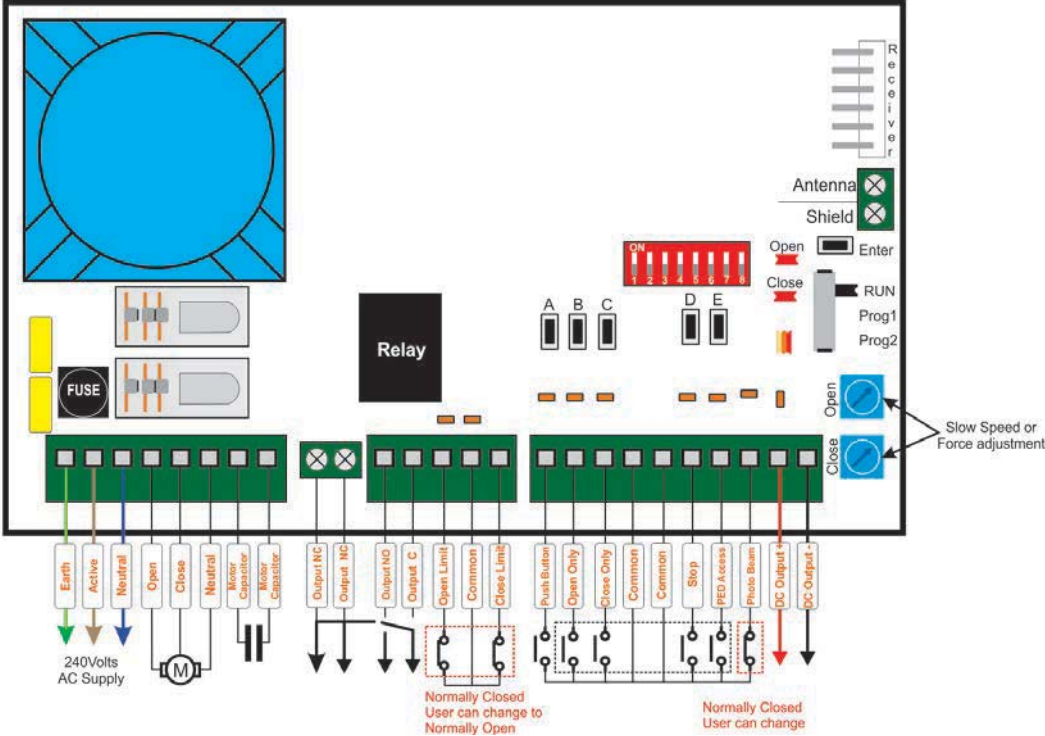 Receiver
Antenna
Shield
ON
1 2 3 4 5 6 7 8
Open
Enter
Close
RUN
Prog1
Prog2
A B C
D E
Relay
FUSE
Open
Close
Slow Speed or
Force adjustment
Earth
Active
Neutral
Open
Close
Neutral
Motor
Capacitor
Motor
Capacitor
Output NC
Output NC
Output NO
Output C
Open Limit
Common
Close Limit
Push Button
Open Only
Close Only
Common
Common
Stop
PED Access
Photo Beam
DC Output +
DC Output -
240Volts
AC Supply
M
Normally Closed
User can change to
Normally Open
Normally Closed
User can change